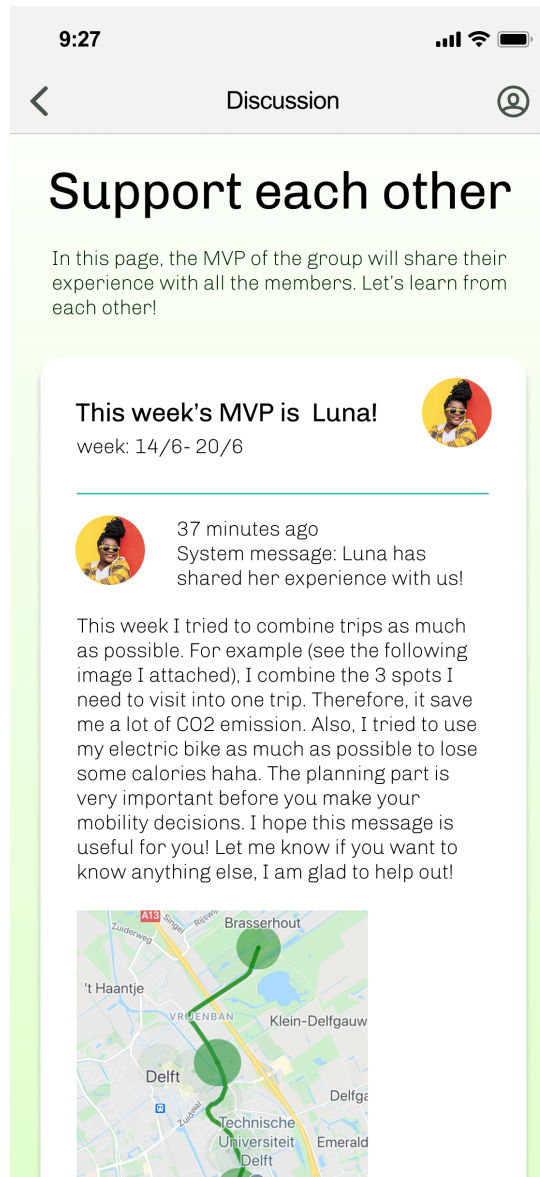 9:27
Discussion
Support each other
In this page, the MVP of the group will share their
experience with all the members. Let's learn from
each other!
This week's MVP is Luna!
week: 14/6- 20/6
37 minutes ago
System message: Luna has
shared her experience with us!
This week I tried to combine trips as much
as possible. For example (see the following
image I attached), I combine the 3 spots I
need to visit into one trip. Therefore, it save
me a lot of CO2 emission. Also, I tried to use
my electric bike as much as possible to lose
some calories haha. The planning part is
very important before you make your
mobility decisions. I hope this message is
useful for you! Let me know if you want to
know anything else, I am glad to help out!
A13
Singel
Rijswij
Brasserhout
Zuiderweg
't Haantje
VRIJENBAN
Klein-Delfgauw
Delft
Delfga
Zuidwal
Technische
Universiteit
Delft
Emerald